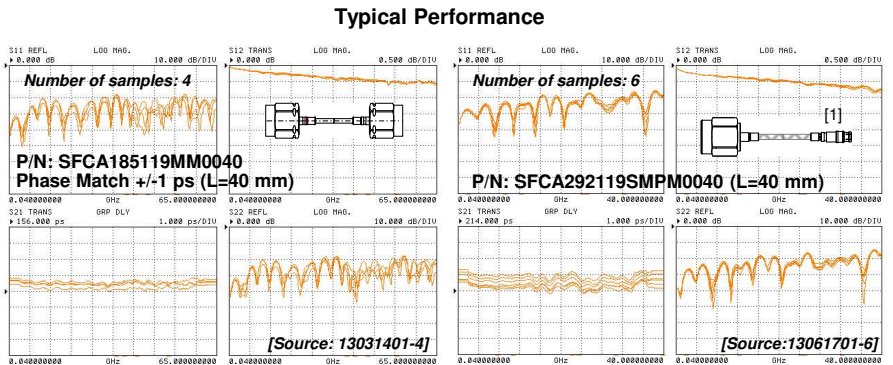 Typical Performance
S11 REFL LOG MAG.
▶ 0.000 dB 10.000 dB/DIV
Number of samples: 4
S12 TRANS LOG MAG.
▶ 0.000 dB 0.500 dB/DIV
P/N: SFCA185119MM0040
Phase Match +/-1 ps (L=40 mm)
0.040000000 GHz 65.000000000
0.040000000 GHz 65.000000000
S21 TRANS GRP DLY
▶ 156.000 ps 1.000 ps/DIV
S22 REFL LOG MAG.
▶ 0.000 dB 10.000 dB/DIV
[Source: 13031401-4]
0.040000000 GHz 65.000000000
0.040000000 GHz 65.000000000
S11 REFL LOG MAG.
▶ 0.000 dB 10.000 dB/DIV
Number of samples: 6
S12 TRANS LOG MAG.
▶ 0.000 dB 0.500 dB/DIV
[1]
P/N: SFCA292119SMPM0040 (L=40 mm)
0.040000000 GHz 40.000000000
0.040000000 GHz 40.000000000
S21 TRANS GRP DLY
▶ 214.000 ps 1.000 ps/DIV
S22 REFL LOG MAG.
▶ 0.000 dB 10.000 dB/DIV
[Source: 13061701-6]
0.040000000 GHz 40.000000000
0.040000000 GHz 40.000000000